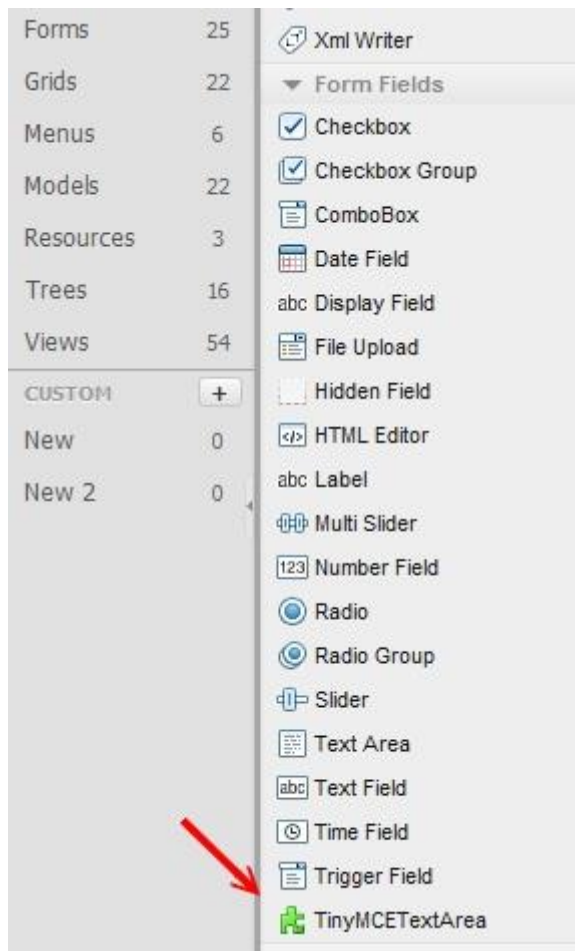 Forms 25
Grids 22
Menus 6
Models 22
Resources 3
Trees 16
Views 54
CUSTOM +
New 0
New 2 0
Xml Writer
Form Fields
Checkbox
Checkbox Group
ComboBox
Date Field
abc Display Field
File Upload
Hidden Field
</> HTML Editor
abc Label
Multi Slider
123 Number Field
Radio
Radio Group
Slider
Text Area
abc Text Field
Time Field
Trigger Field
TinyMCETextArea